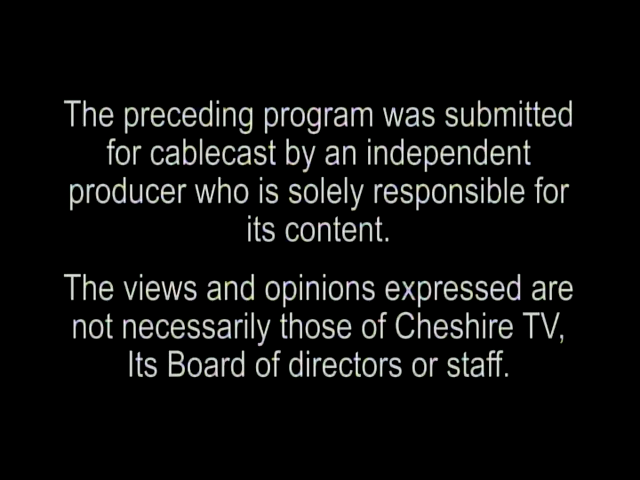 The preceding program was submitted
for cablecast by an independent
producer who is solely responsible for
its content.
The views and opinions expressed are
not necessarily those of Cheshire TV,
Its Board of directors or staff.